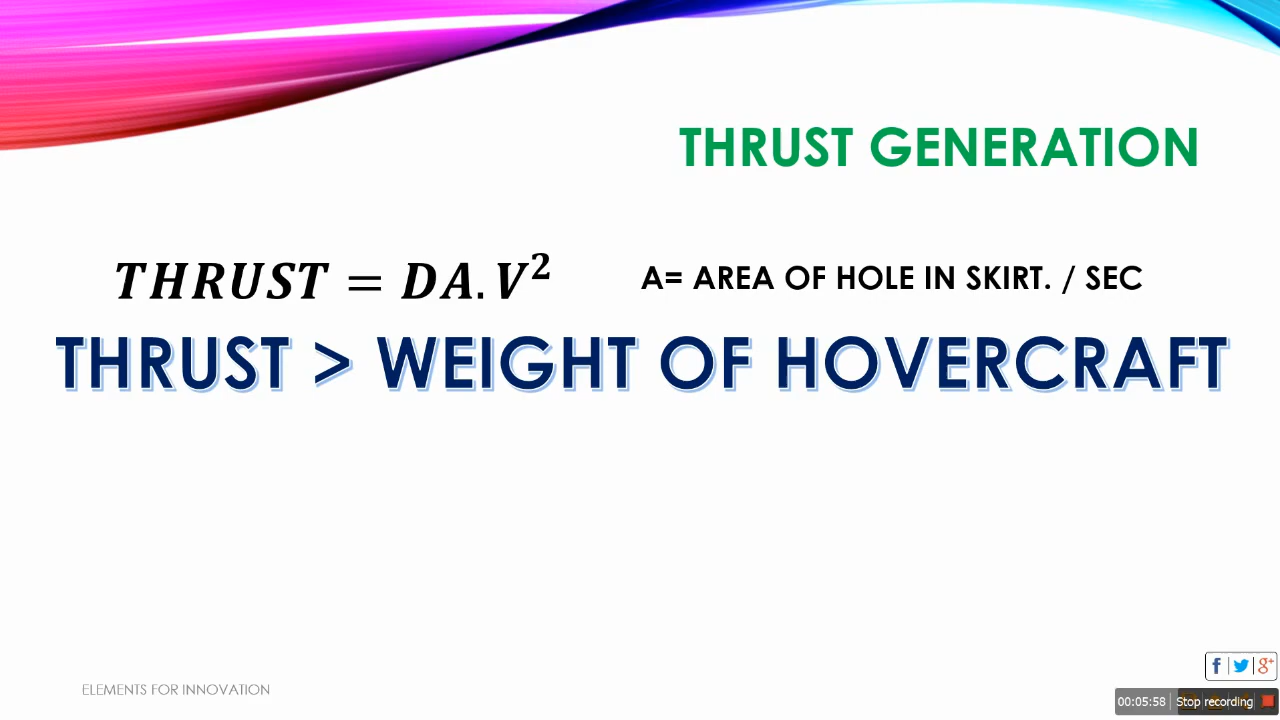 THRUST GENERATION
THRUST = DA.V²
A= AREA OF HOLE IN SKIRT. / SEC
THRUST > WEIGHT OF HOVERCRAFT
f g+
ELEMENTS FOR INNOVATION
00:05:58 Stop recording